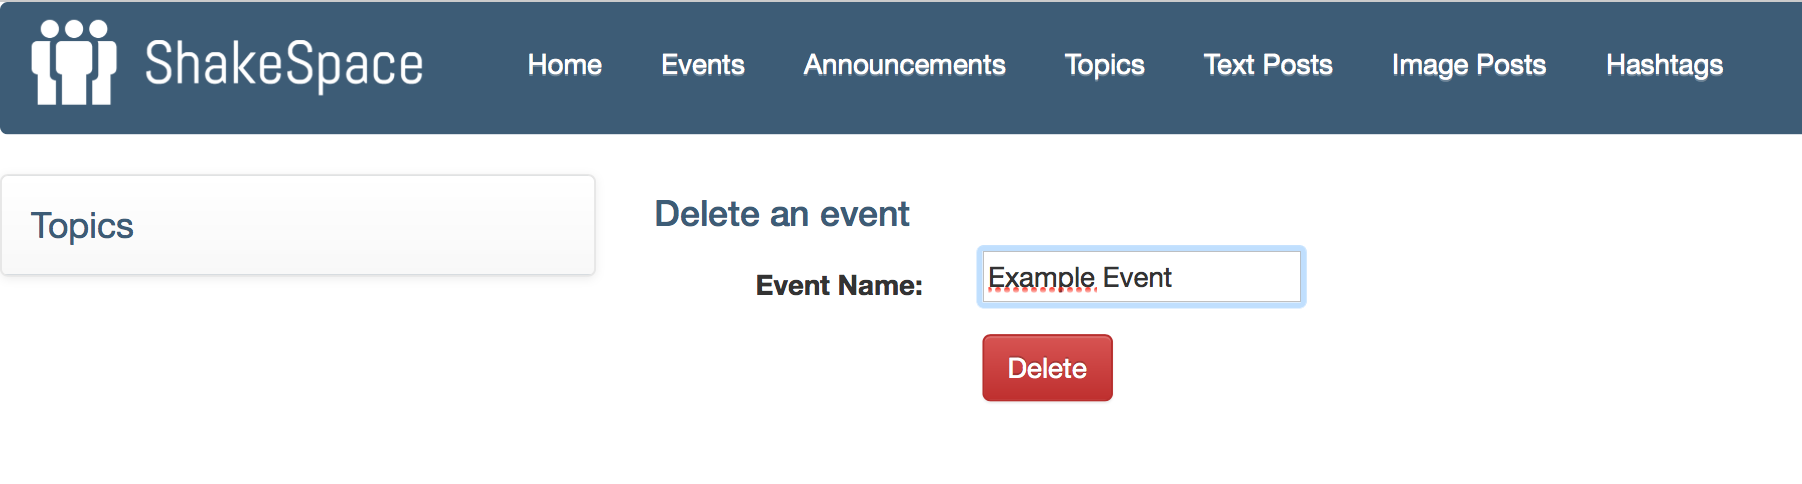 ShakeSpace Home Events Announcements Topics Text Posts Image Posts Hashtags
Topics
Delete an event
Event Name: Example Event
Delete